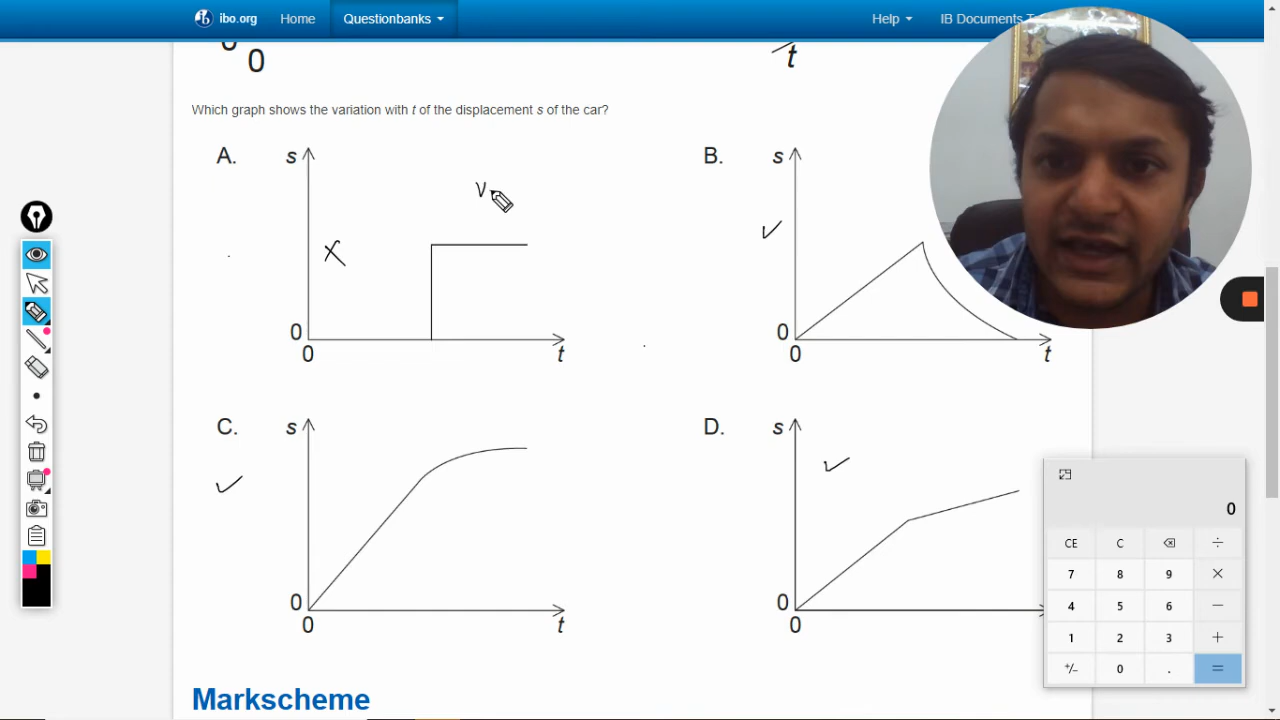 ibo.org Home Questionbanks Help IB Documents T
0
0
t
Which graph shows the variation with t of the displacement s of the car?
A. s
V
0
0
t
B. s
0
0
t
C. s
0
0
t
D. s
0
0
0
CE C ⌫ ÷
7 8 9 ×
4 5 6 −
1 2 3 +
+/− 0 . =
Markscheme